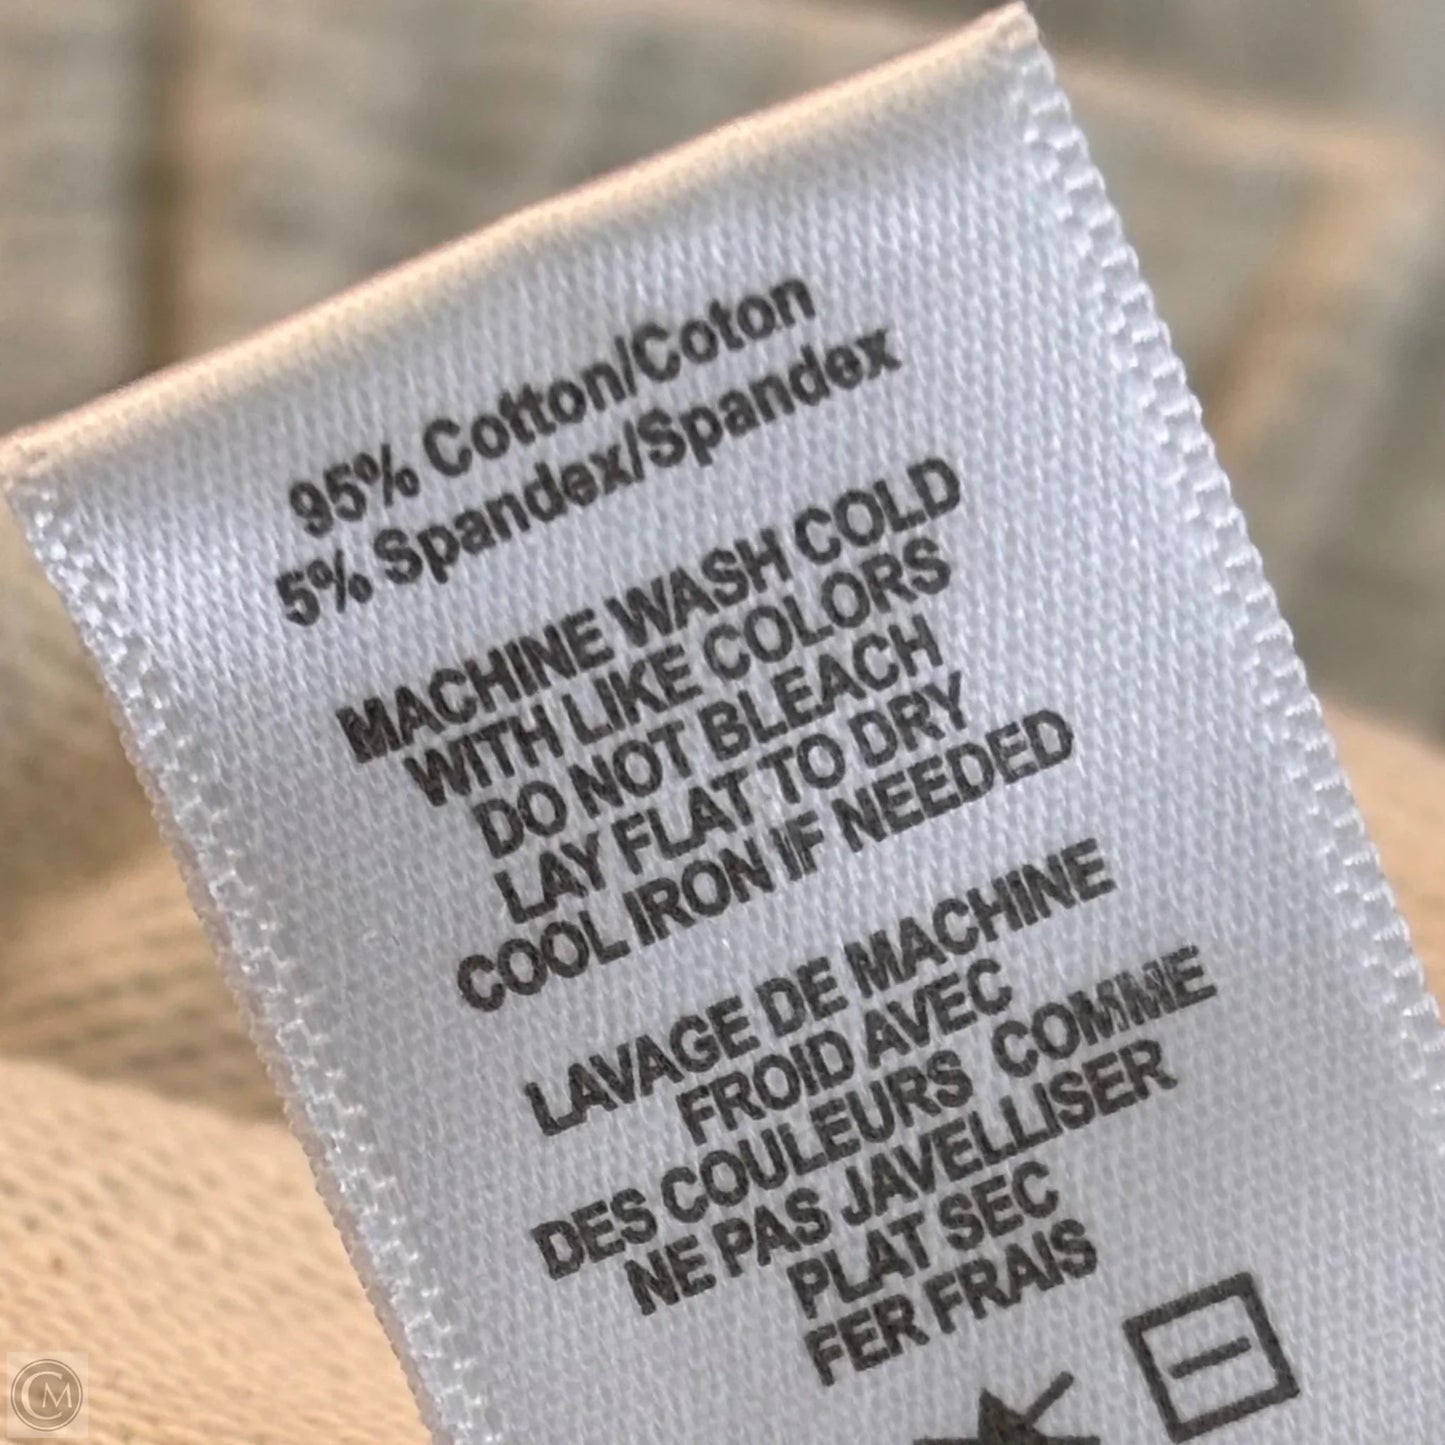 95% Cotton/Coton
5% Spandex/Spandex
MACHINE WASH COLD
WITH LIKE COLORS
DO NOT BLEACH
LAY FLAT TO DRY
COOL IRON IF NEEDED
LAVAGE DE MACHINE
FROID AVEC
DES COULEURS COMME
NE PAS JAVELLISER
PLAT SEC
FER FRAIS
CM